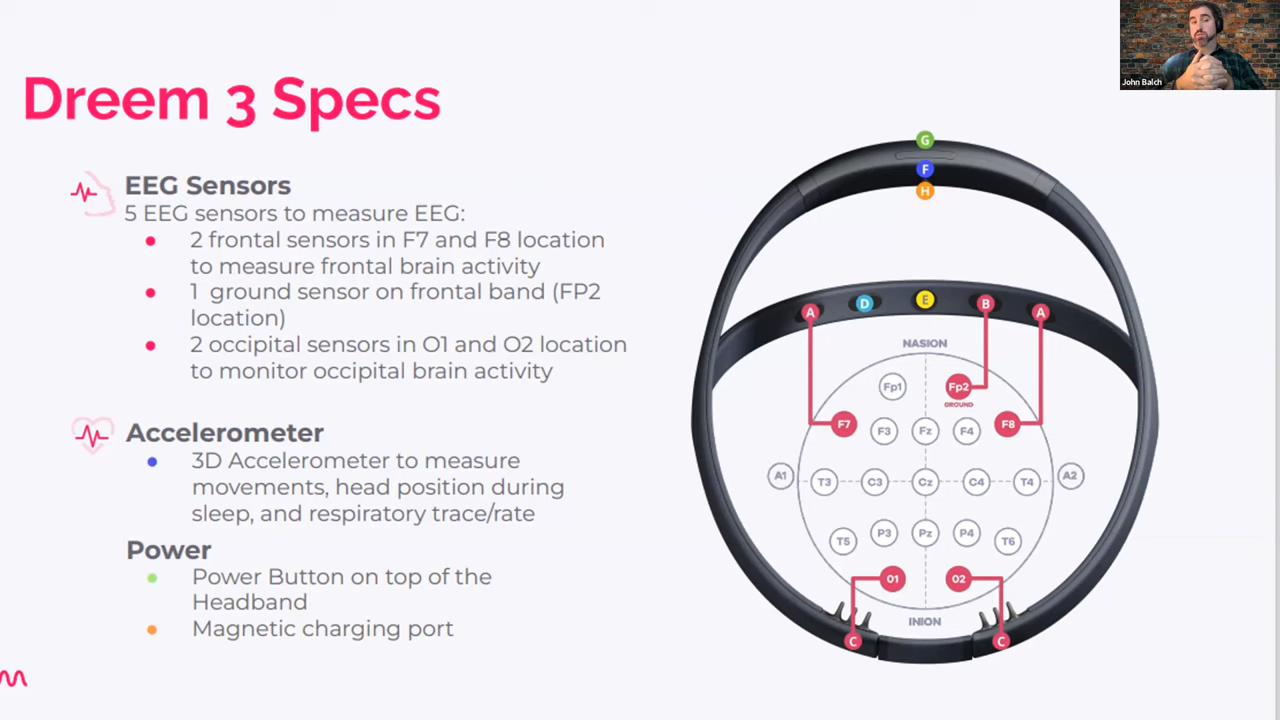 John Balch
Dreem 3 Specs
EEG Sensors
5 EEG sensors to measure EEG:
2 frontal sensors in F7 and F8 location
to measure frontal brain activity
1 ground sensor on frontal band (FP2
location)
2 occipital sensors in O1 and O2 location
to monitor occipital brain activity
Accelerometer
3D Accelerometer to measure
movements, head position during
sleep, and respiratory trace/rate
Power
Power Button on top of the
Headband
Magnetic charging port
G
F
H
A D E B A
NASION
Fp1 Fp2
GROUND
F7 F3 Fz F4 F8
A1 T3 C3 Cz C4 T4 A2
T5 P3 Pz P4 T6
O1 O2
INION
C C